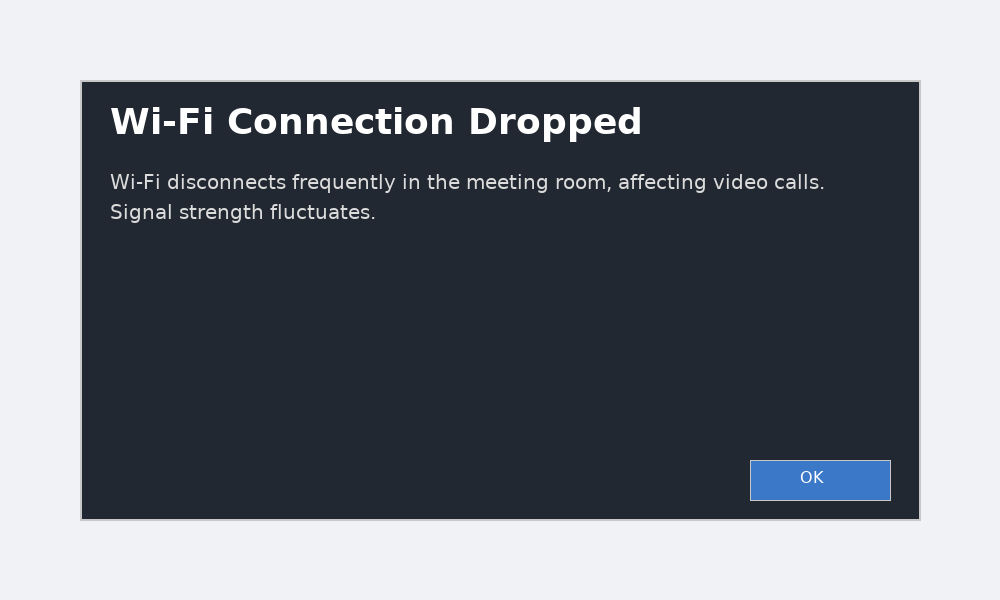 Wi-Fi Connection Dropped
Wi-Fi disconnects frequently in the meeting room, affecting video calls.
Signal strength fluctuates.
OK